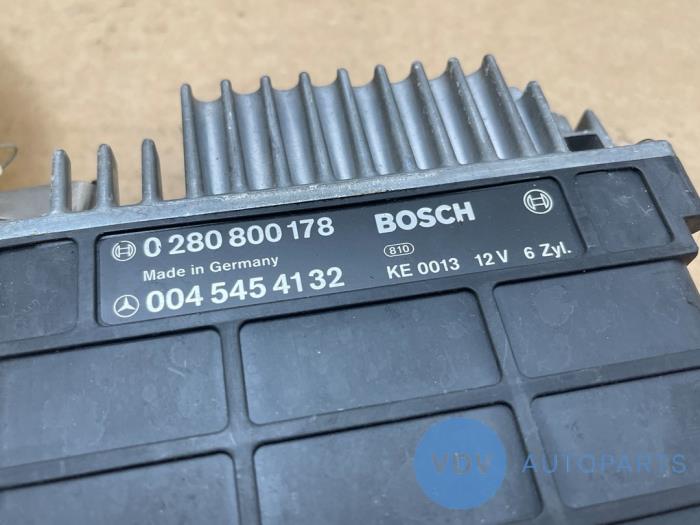 0 280 800 178 BOSCH
Made in Germany 810 KE 0013 12 V 6 Zyl.
004 545 41 32
VDV AUTOPARTS